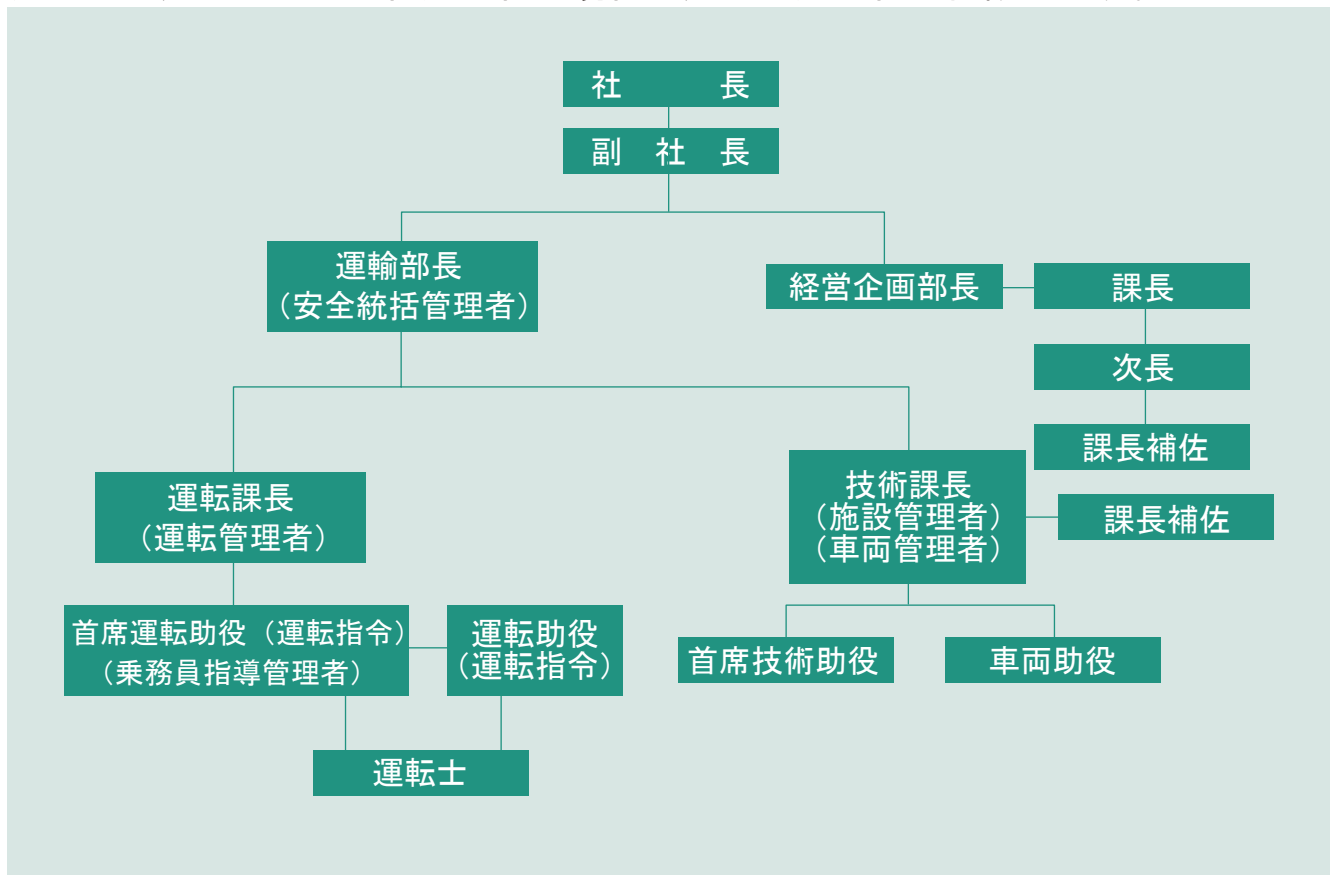 社長
副社長
運輸部長
（安全統括管理者）
経営企画部長
課長
次長
課長補佐
運転課長
（運転管理者）
技術課長
（施設管理者）
（車両管理者）
課長補佐
首席運転助役（運転指令）
（乗務員指導管理者）
運転助役
（運転指令）
首席技術助役
車両助役
運転士